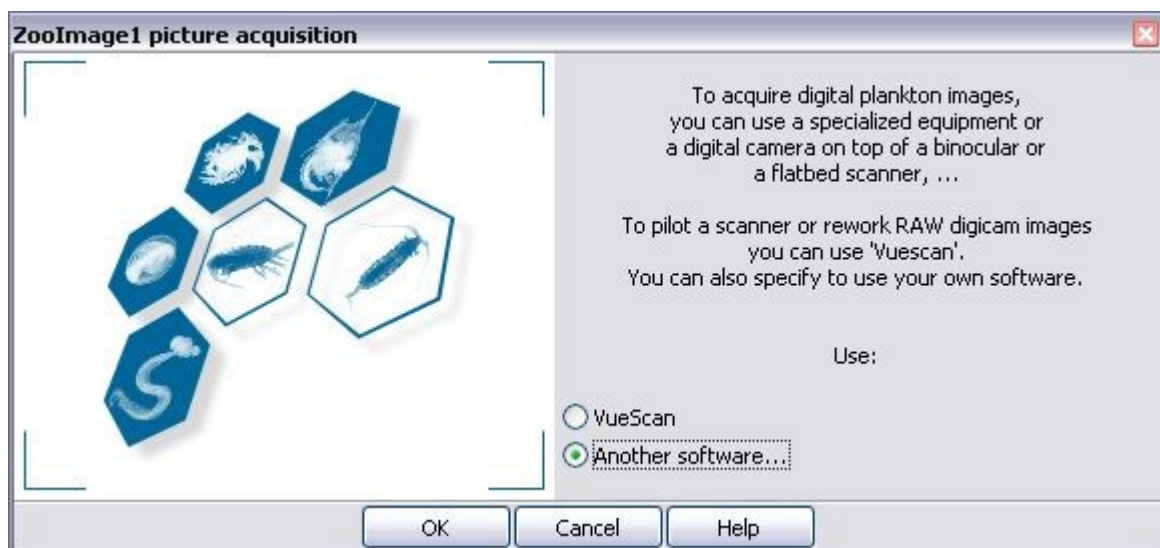 ZooImage1 picture acquisition
To acquire digital plankton images,
you can use a specialized equipment or
a digital camera on top of a binocular or
a flatbed scanner, ...
To pilot a scanner or rework RAW digicam images
you can use 'Vuescan'.
You can also specify to use your own software.
Use:
VueScan
Another software...
OK Cancel Help